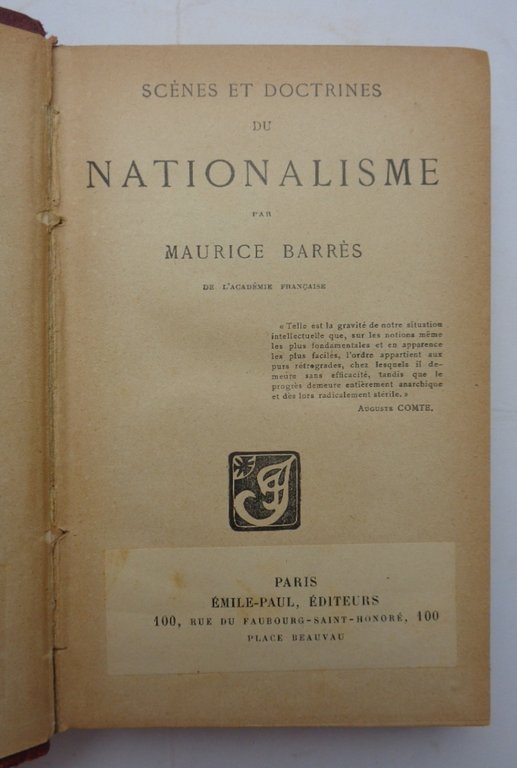 SCÈNES ET DOCTRINES
DU
NATIONALISME
PAR
MAURICE BARRÈS
DE L'ACADÉMIE FRANÇAISE
« Telle est la gravité de notre situation
intellectuelle que, sur les notions même
les plus fondamentales et en apparence
les plus faciles, l'ordre appartient aux
purs rétrogrades, chez lesquels il de-
meure sans efficacité, tandis que le
progrès demeure entièrement anarchique
et dès lors radicalement stérile. »
AUGUSTE COMTE.
PARIS
ÉMILE-PAUL, ÉDITEURS
100, RUE DU FAUBOURG-SAINT-HONORÉ, 100
PLACE BEAUVAU